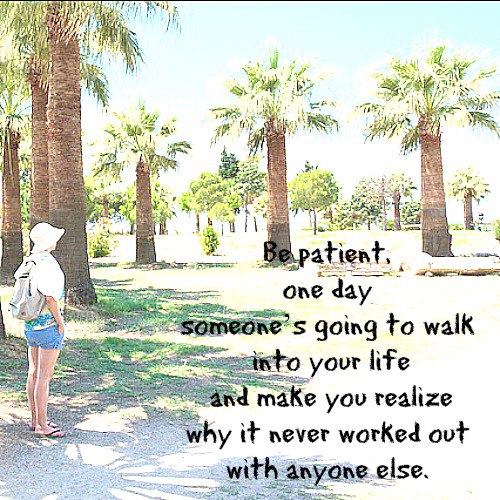 Be patient,
one day
someone's going to walk
into your life
and make you realize
why it never worked out
with anyone else.